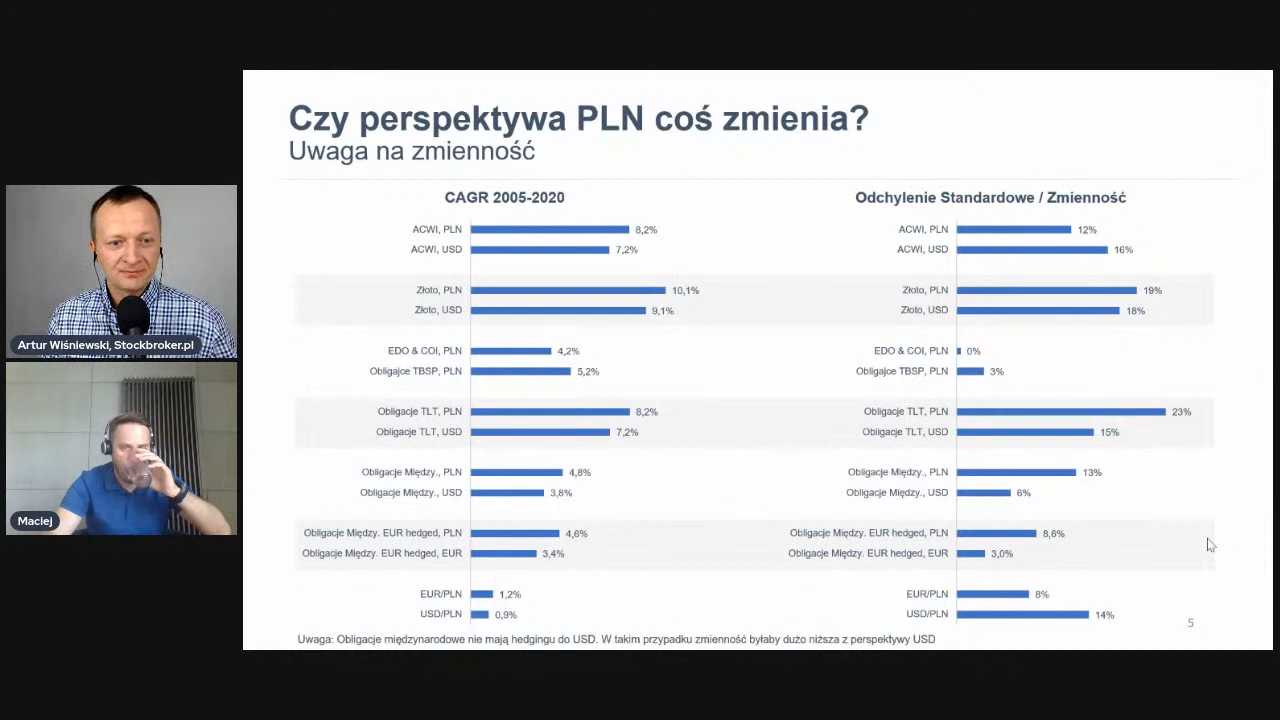 Czy perspektywa PLN coś zmienia?
Uwaga na zmienność
CAGR 2005-2020
ACWI, PLN 8,2%
ACWI, USD 7,2%
Złoto, PLN 10,1%
Złoto, USD 9,1%
EDO & COI, PLN 4,2%
Obligajce TBSP, PLN 5,2%
Obligacje TLT, PLN 8,2%
Obligacje TLT, USD 7,2%
Obligacje Między., PLN 4,8%
Obligacje Między., USD 3,8%
Obligacje Między. EUR hedged, PLN 4,6%
Obligacje Między. EUR hedged, EUR 3,4%
EUR/PLN 1,2%
USD/PLN 0,9%
Odchylenie Standardowe / Zmienność
ACWI, PLN 12%
ACWI, USD 16%
Złoto, PLN 19%
Złoto, USD 18%
EDO & COI, PLN 0%
Obligajce TBSP, PLN 3%
Obligacje TLT, PLN 23%
Obligacje TLT, USD 15%
Obligacje Między., PLN 13%
Obligacje Między., USD 6%
Obligacje Między. EUR hedged, PLN 8,6%
Obligacje Między. EUR hedged, EUR 3,0%
EUR/PLN 8%
USD/PLN 14%
5
Uwaga: Obligacje międzynarodowe nie mają hedgingu do USD. W takim przypadku zmienność byłaby dużo niższa z perspektywy USD
Artur Wiśniewski, Stockbroker.pl
Maciej